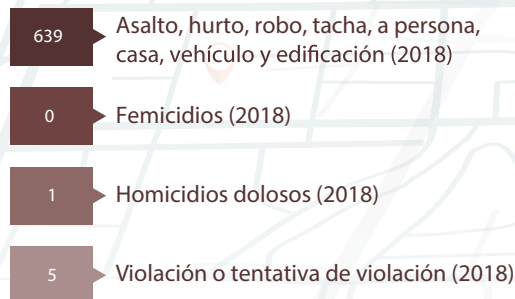 639
Asalto, hurto, robo, tacha, a persona,
casa, vehículo y edificación (2018)
0
Femicidios (2018)
1
Homicidios dolosos (2018)
5
Violación o tentativa de violación (2018)